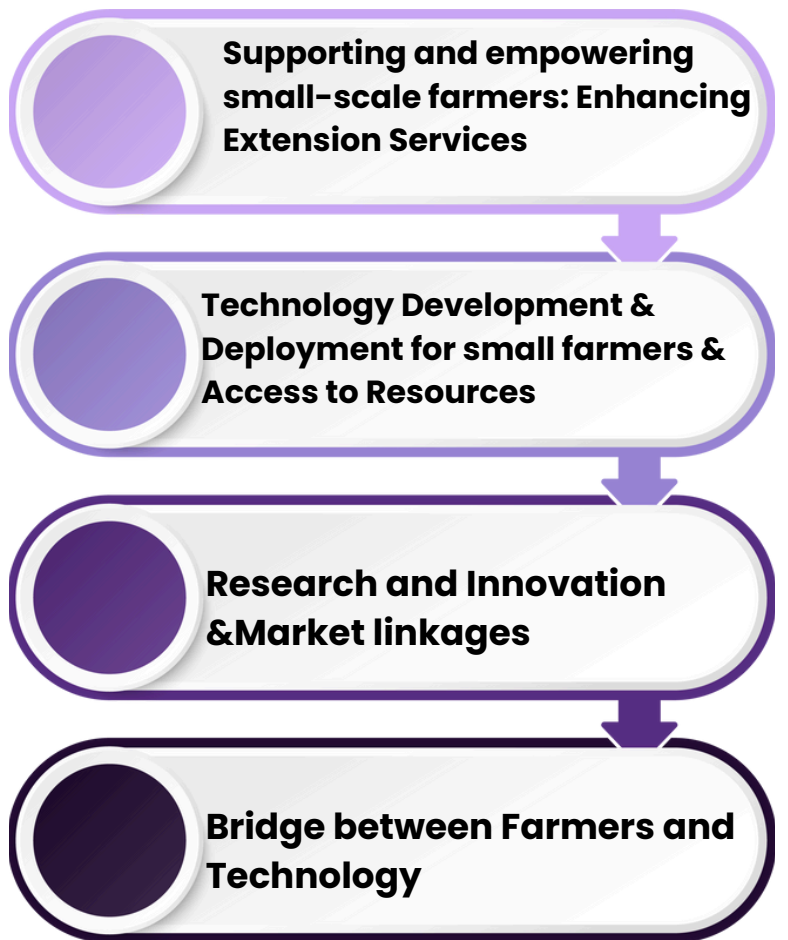 Supporting and empowering
small-scale farmers: Enhancing
Extension Services
Technology Development &
Deployment for small farmers &
Access to Resources
Research and Innovation
&Market linkages
Bridge between Farmers and
Technology